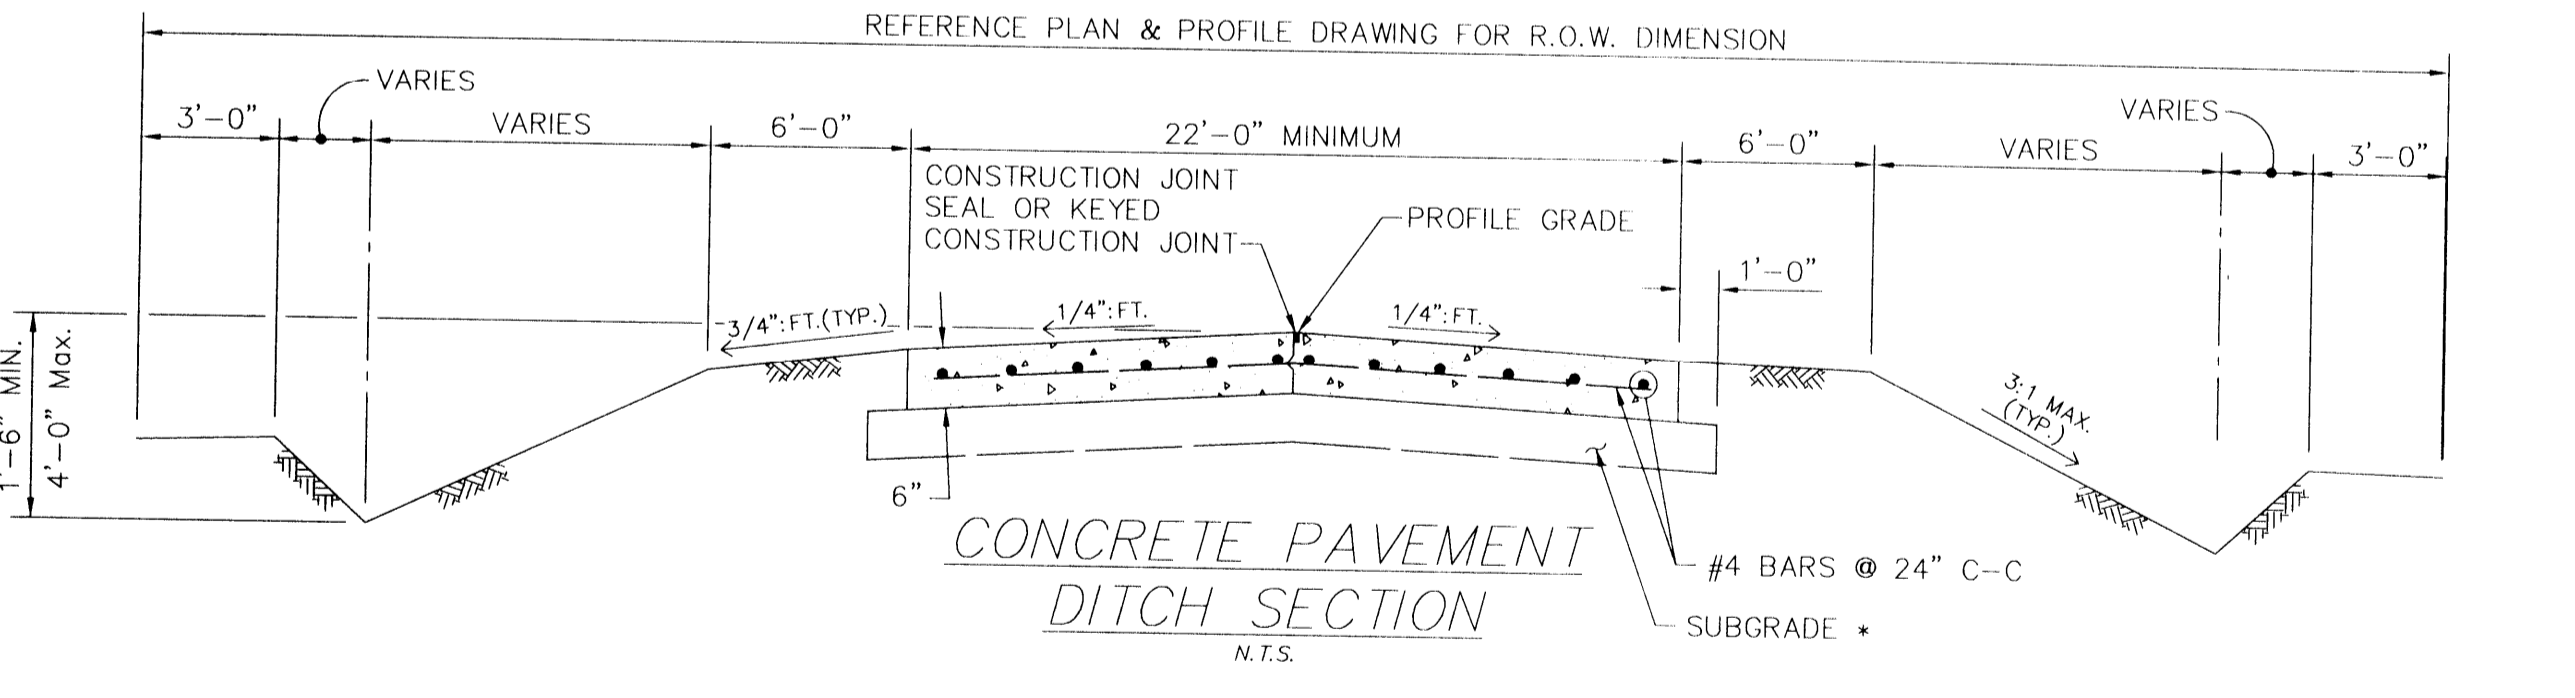 REFERENCE PLAN & PROFILE DRAWING FOR R.O.W. DIMENSION
VARIES
VARIES
3'-0"
VARIES
6'-0"
22'-0" MINIMUM
6'-0"
VARIES
3'-0"
CONSTRUCTION JOINT
SEAL OR KEYED
CONSTRUCTION JOINT
PROFILE GRADE
1'-0"
3/4":FT.(TYP.)
1/4":FT.
1/4":FT.
1'-6" MIN.
4'-0" Max.
3:1 MAX.
(TYP.)
6"
CONCRETE PAVEMENT
DITCH SECTION
N.T.S.
#4 BARS @ 24" C-C
SUBGRADE *